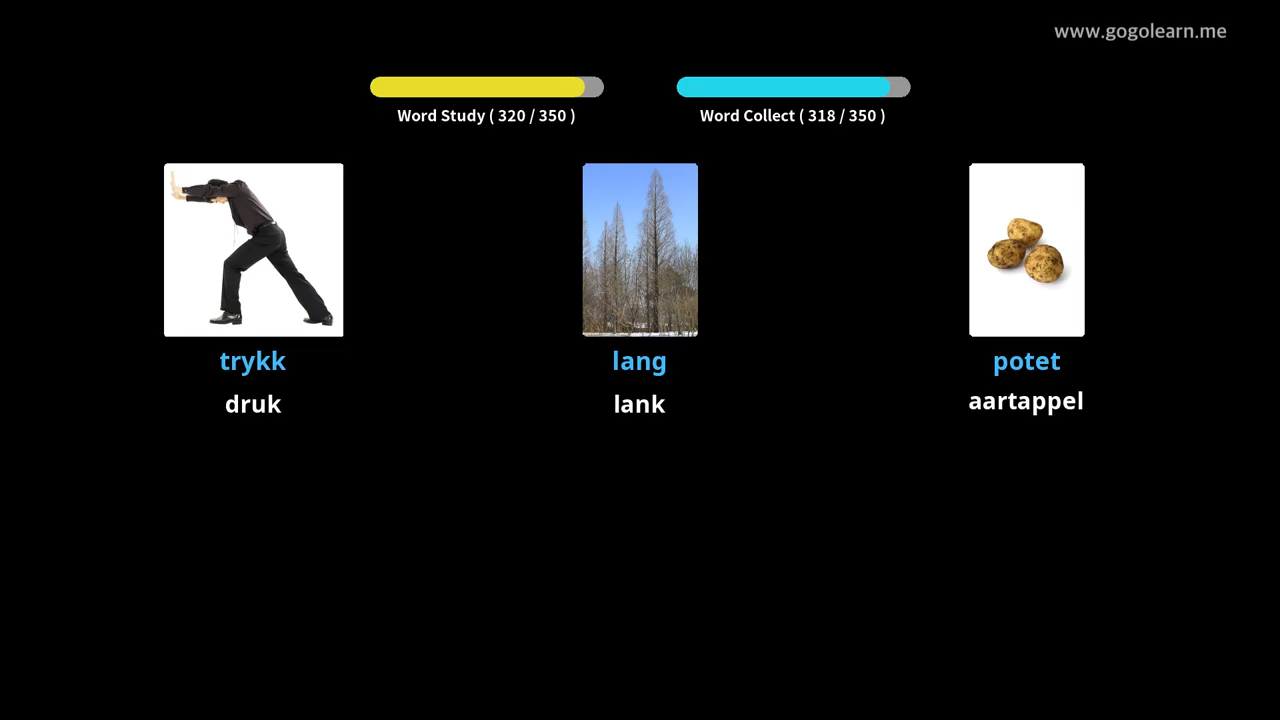 www.gogolearn.me
Word Study ( 320 / 350 )
Word Collect ( 318 / 350 )
trykk
lang
potet
druk
lank
aartappel